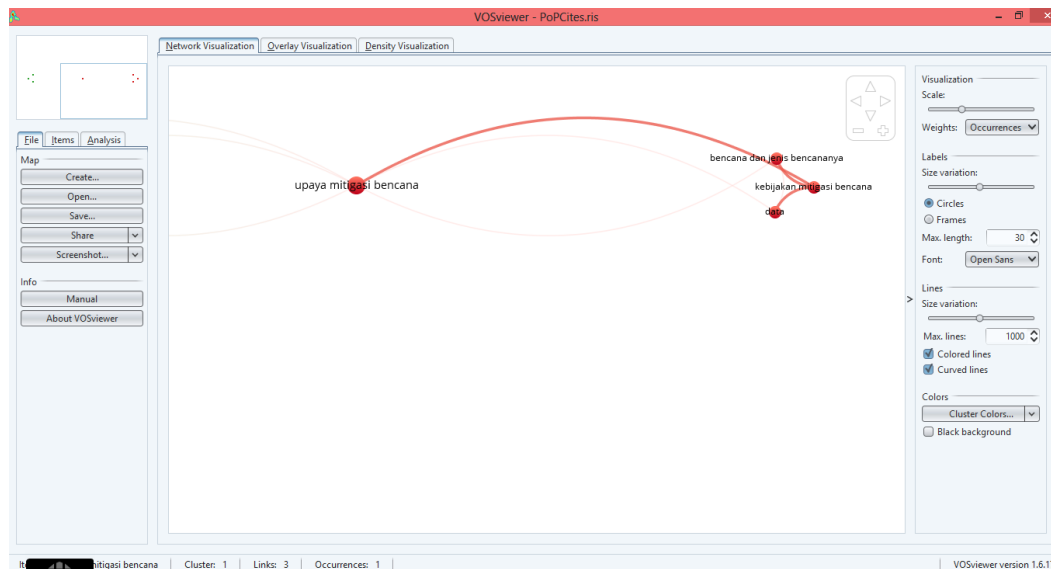 VOSviewer - PoPCites.ris
Network Visualization Overlay Visualization Density Visualization
File Items Analysis
Map
Create...
Open...
Save...
Share
Screenshot...
Info
Manual
About VOSviewer
upaya mitigasi bencana
bencana dan jenis bencananya
kebijakan mitigasi bencana
data
>
Visualization
Scale:
Weights: Occurrences
Labels
Size variation:
Circles
Frames
Max. length: 30
Font: Open Sans
Lines
Size variation:
Max. lines: 1000
Colored lines
Curved lines
Colors
Cluster Colors...
Black background
mitigasi bencana Cluster: 1 Links: 3 Occurrences: 1 VOSviewer version 1.6.1